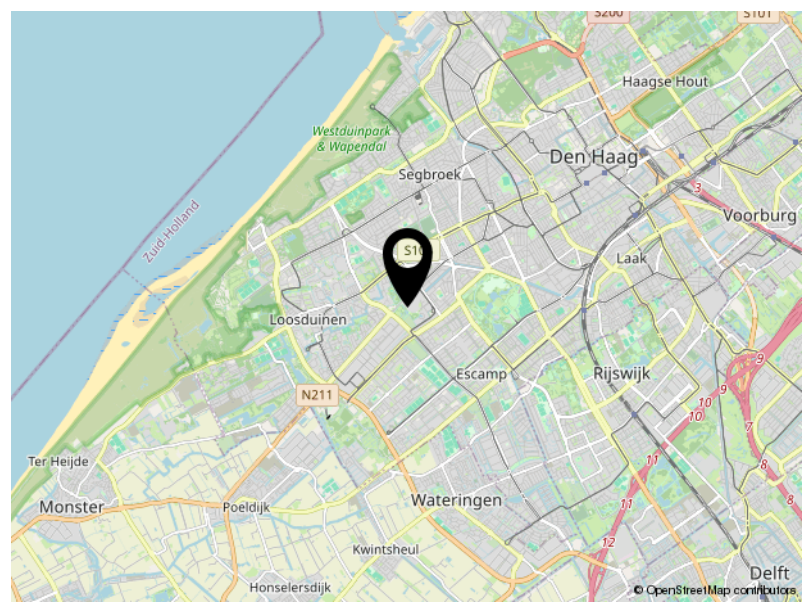 S200
S101
Haagse Hout
Westduinpark
& Wapendal
Den Haag
Segbroek
3
Voorburg
Zuid-Holland
Laak
Loosduinen
Escamp
Rijswijk
9
9
10
10
N211
7
Ter Heijde
11
8
11
8
Monster
Poeldijk
Wateringen
12
Kwintsheul
Delft
Honselersdijk
© OpenStreetMap contributors